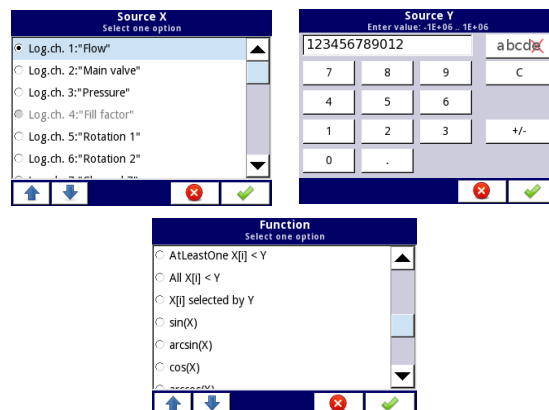 Source X
Select one option
Log.ch. 1:"Flow"
Log.ch. 2:"Main valve"
Log.ch. 3:"Pressure"
Log.ch. 4:"Fill factor"
Log.ch. 5:"Rotation 1"
Log.ch. 6:"Rotation 2"
Source Y
Enter value: -1E+06 .. 1E+06
123456789012
abcde
7 8 9 C
4 5 6
1 2 3 +/-
0 .
Function
Select one option
AtLeastOne X[i] < Y
All X[i] < Y
X[i] selected by Y
sin(X)
arcsin(X)
cos(X)
arccos(X)